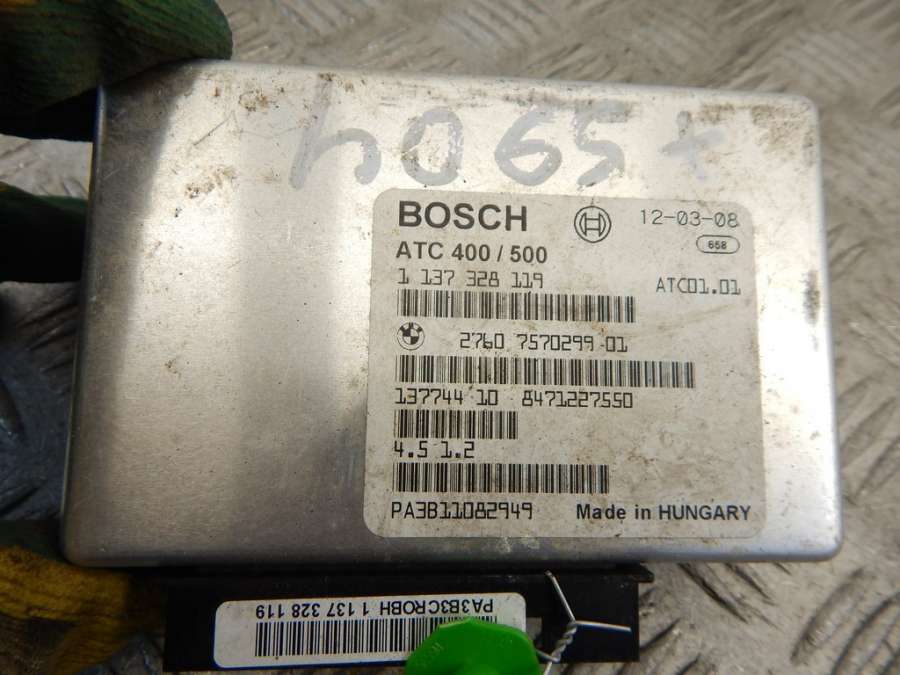 h065+
BOSCH 12-03-08
658
ATC 400 / 500
1 137 328 119 ATC01.01
2760 7570299 01
137744 10 8471227550
4.5 1.2
PA3B11082949 Made in HUNGARY
PA3B3CROBH 1 137 328 119